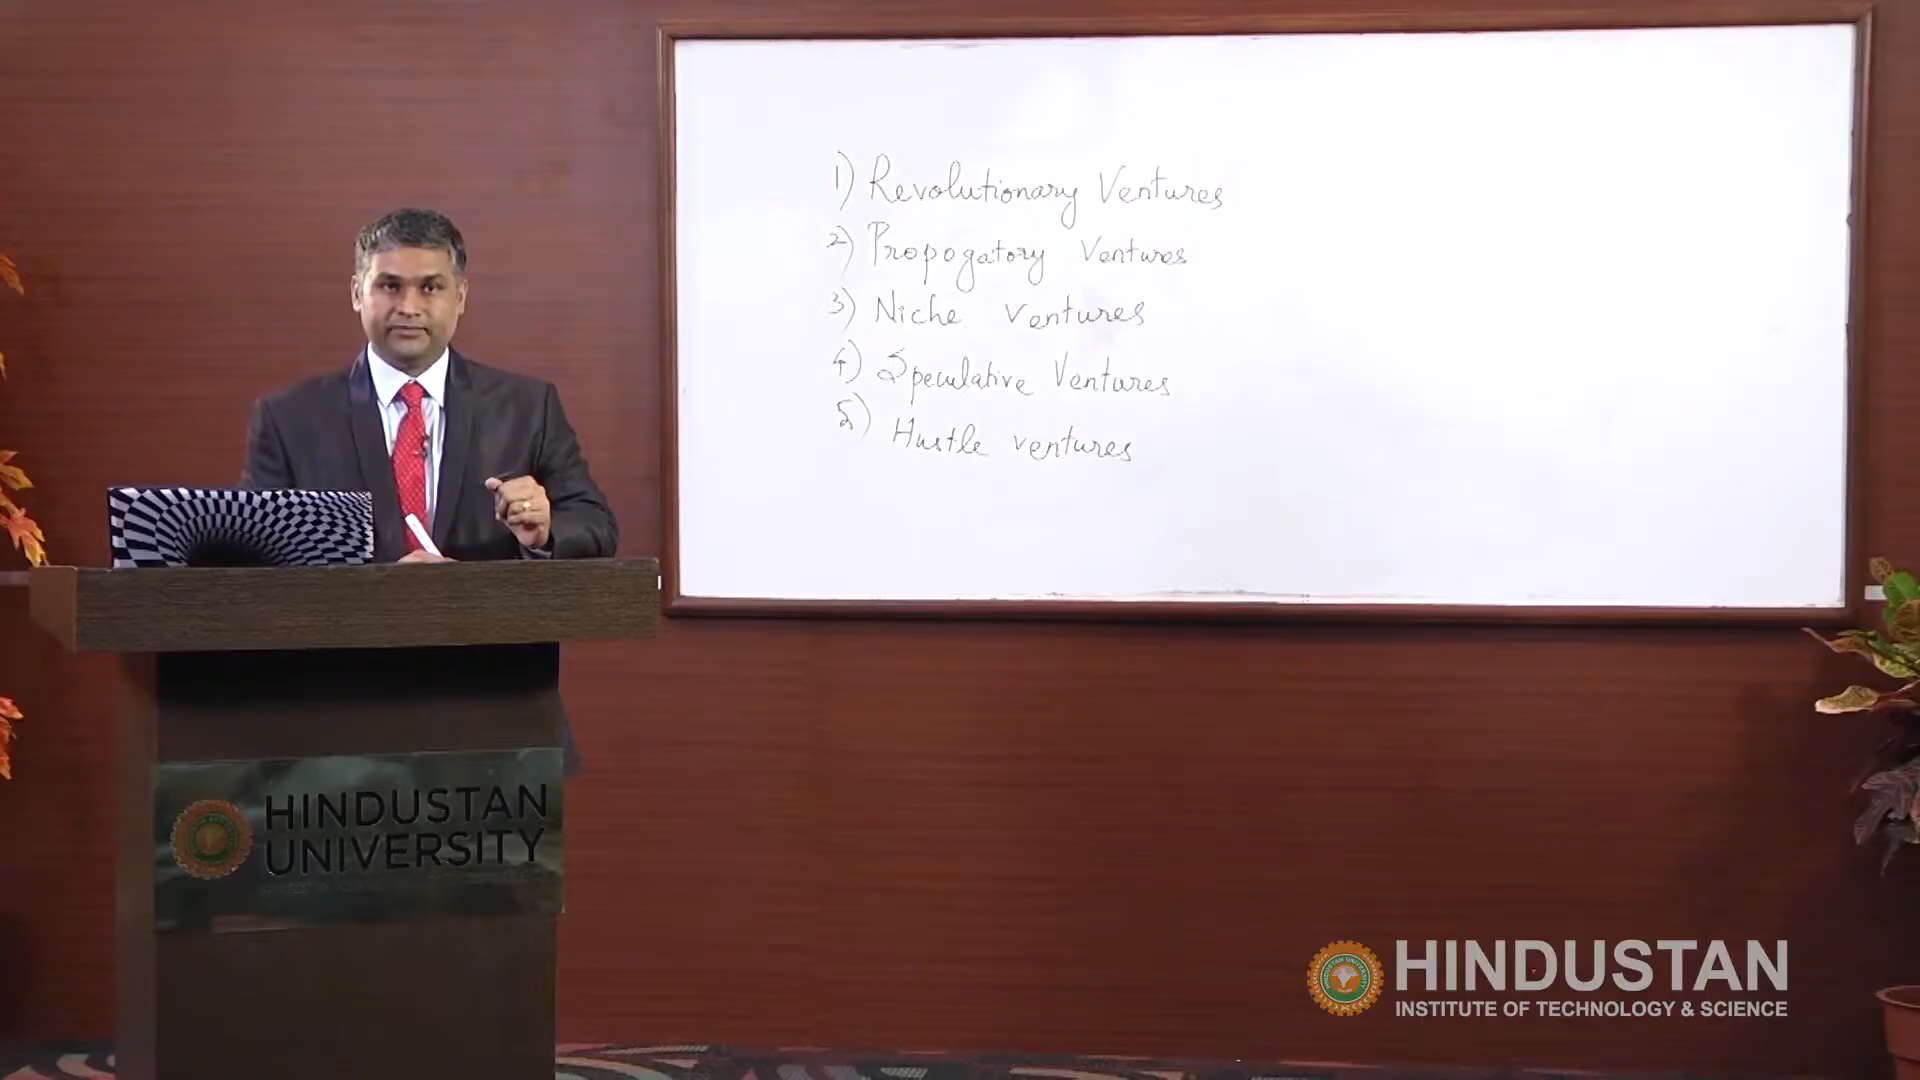 1) Revolutionary Ventures
2) Propogatory Ventures
3) Niche Ventures
4) Speculative Ventures
5) Hustle ventures
HINDUSTAN
UNIVERSITY
HINDUSTAN
INSTITUTE OF TECHNOLOGY & SCIENCE